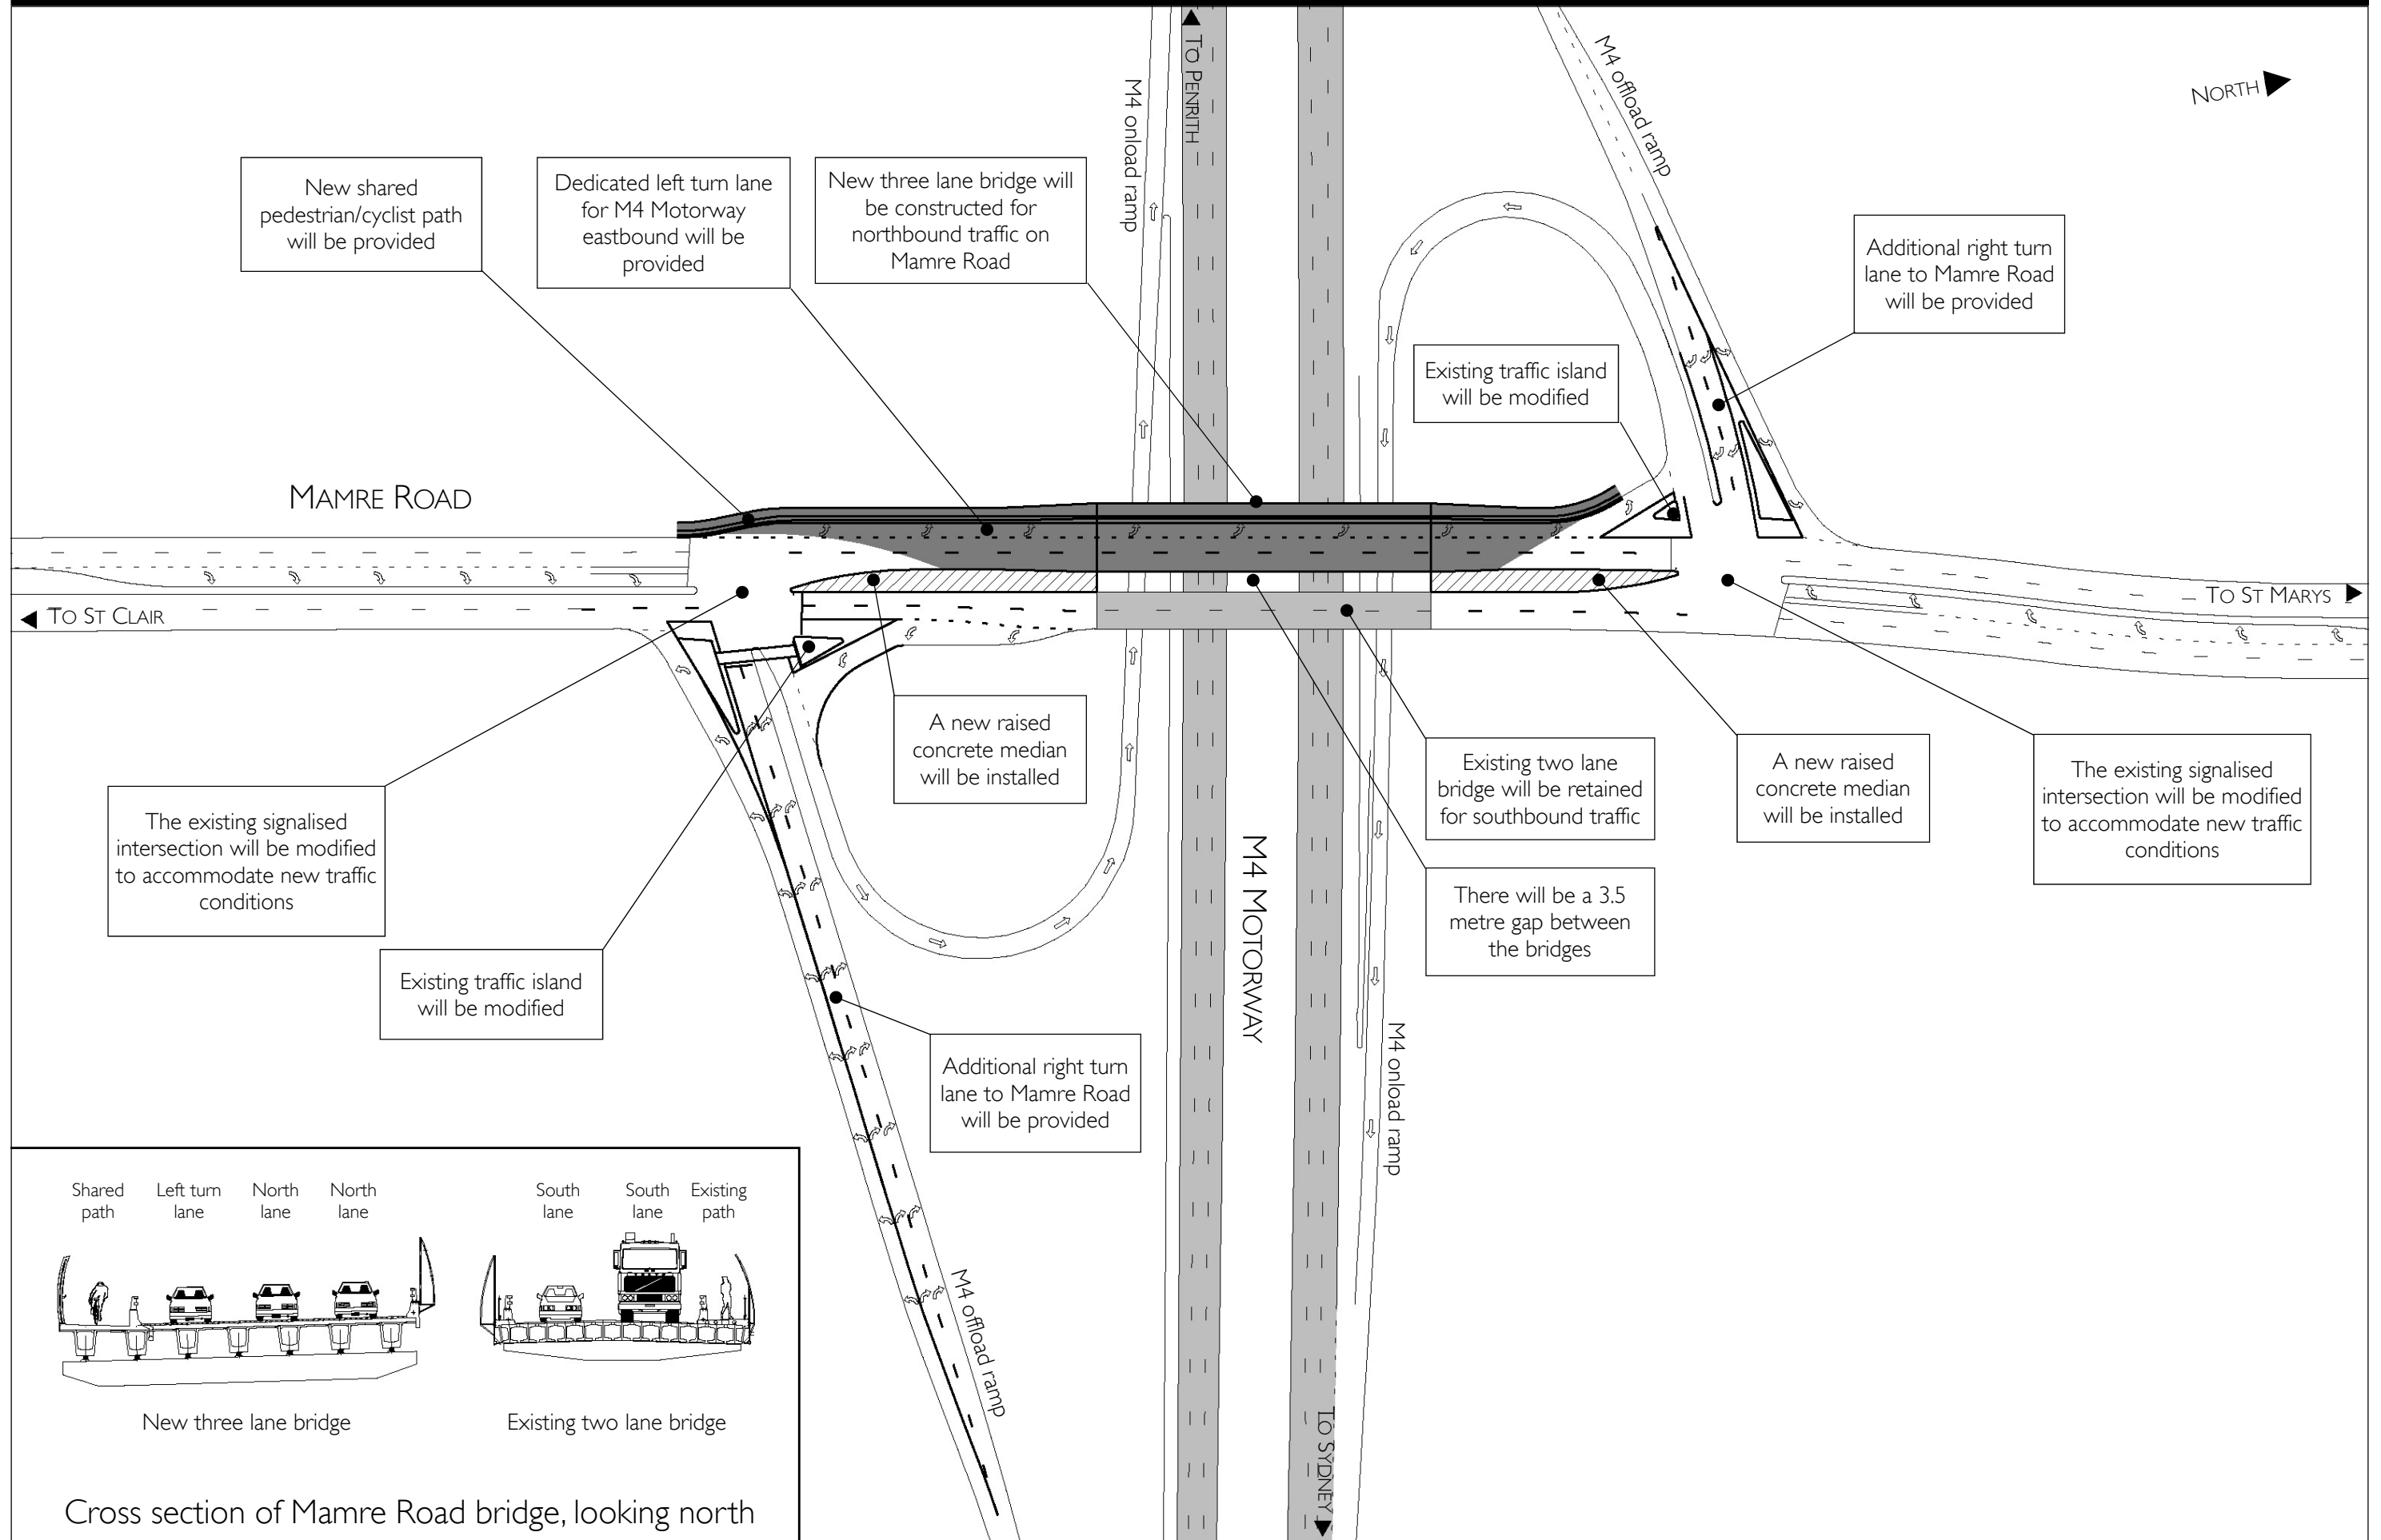 TO PENRITH
M4 onload ramp
M4 offload ramp
NORTH
New shared
pedestrian/cyclist path
will be provided
Dedicated left turn lane
for M4 Motorway
eastbound will be
provided
New three lane bridge will
be constructed for
northbound traffic on
Mamre Road
Additional right turn
lane to Mamre Road
will be provided
Existing traffic island
will be modified
MAMRE ROAD
TO ST CLAIR
TO ST MARYS
A new raised
concrete median
will be installed
Existing two lane
bridge will be retained
for southbound traffic
A new raised
concrete median
will be installed
The existing signalised
intersection will be modified
to accommodate new traffic
conditions
The existing signalised
intersection will be modified
to accommodate new traffic
conditions
M4 MOTORWAY
There will be a 3.5
metre gap between
the bridges
Existing traffic island
will be modified
M4 onload ramp
Additional right turn
lane to Mamre Road
will be provided
M4 offload ramp
TO SYDNEY
Shared
path
Left turn
lane
North
lane
North
lane
South
lane
South
lane
Existing
path
New three lane bridge
Existing two lane bridge
Cross section of Mamre Road bridge, looking north